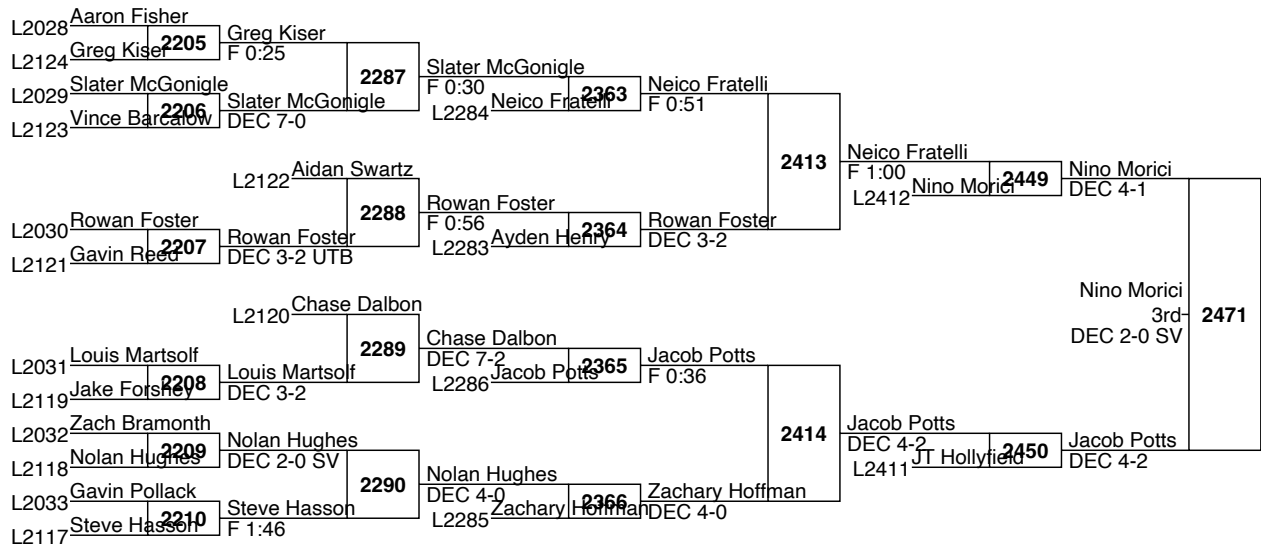 Aaron Fisher
L2028
2205
Greg Kiser
F 0:25
Greg Kiser
L2124
2287
Slater McGonigle
F 0:30
Slater McGonigle
L2029
2206
Slater McGonigle
DEC 7-0
Vince Barcalow
L2123
Neico Fratelli
L2284
2363
Neico Fratelli
F 0:51
2413
Neico Fratelli
F 1:00
Aidan Swartz
L2122
2288
Rowan Foster
F 0:56
Rowan Foster
L2030
2207
Rowan Foster
DEC 3-2 UTB
Gavin Reed
L2121
Ayden Henry
L2283
2364
Rowan Foster
DEC 3-2
Nino Morici
L2412
2449
Nino Morici
DEC 4-1
Nino Morici
3rd
DEC 2-0 SV
2471
Chase Dalbon
L2120
2289
Chase Dalbon
DEC 7-2
Louis Martsolf
L2031
2208
Louis Martsolf
DEC 3-2
Jake Forsney
L2119
Jacob Potts
L2286
2365
Jacob Potts
F 0:36
2414
Jacob Potts
DEC 4-2
Zach Bramonth
L2032
2209
Nolan Hughes
DEC 2-0 SV
Nolan Hughes
L2118
2290
Nolan Hughes
DEC 4-0
Gavin Pollack
L2033
2210
Steve Hasson
F 1:46
Steve Hasson
L2117
Zachary Hoffman
L2285
2366
Zachary Hoffman
DEC 4-0
JT Hollyfield
L2411
2450
Jacob Potts
DEC 4-2